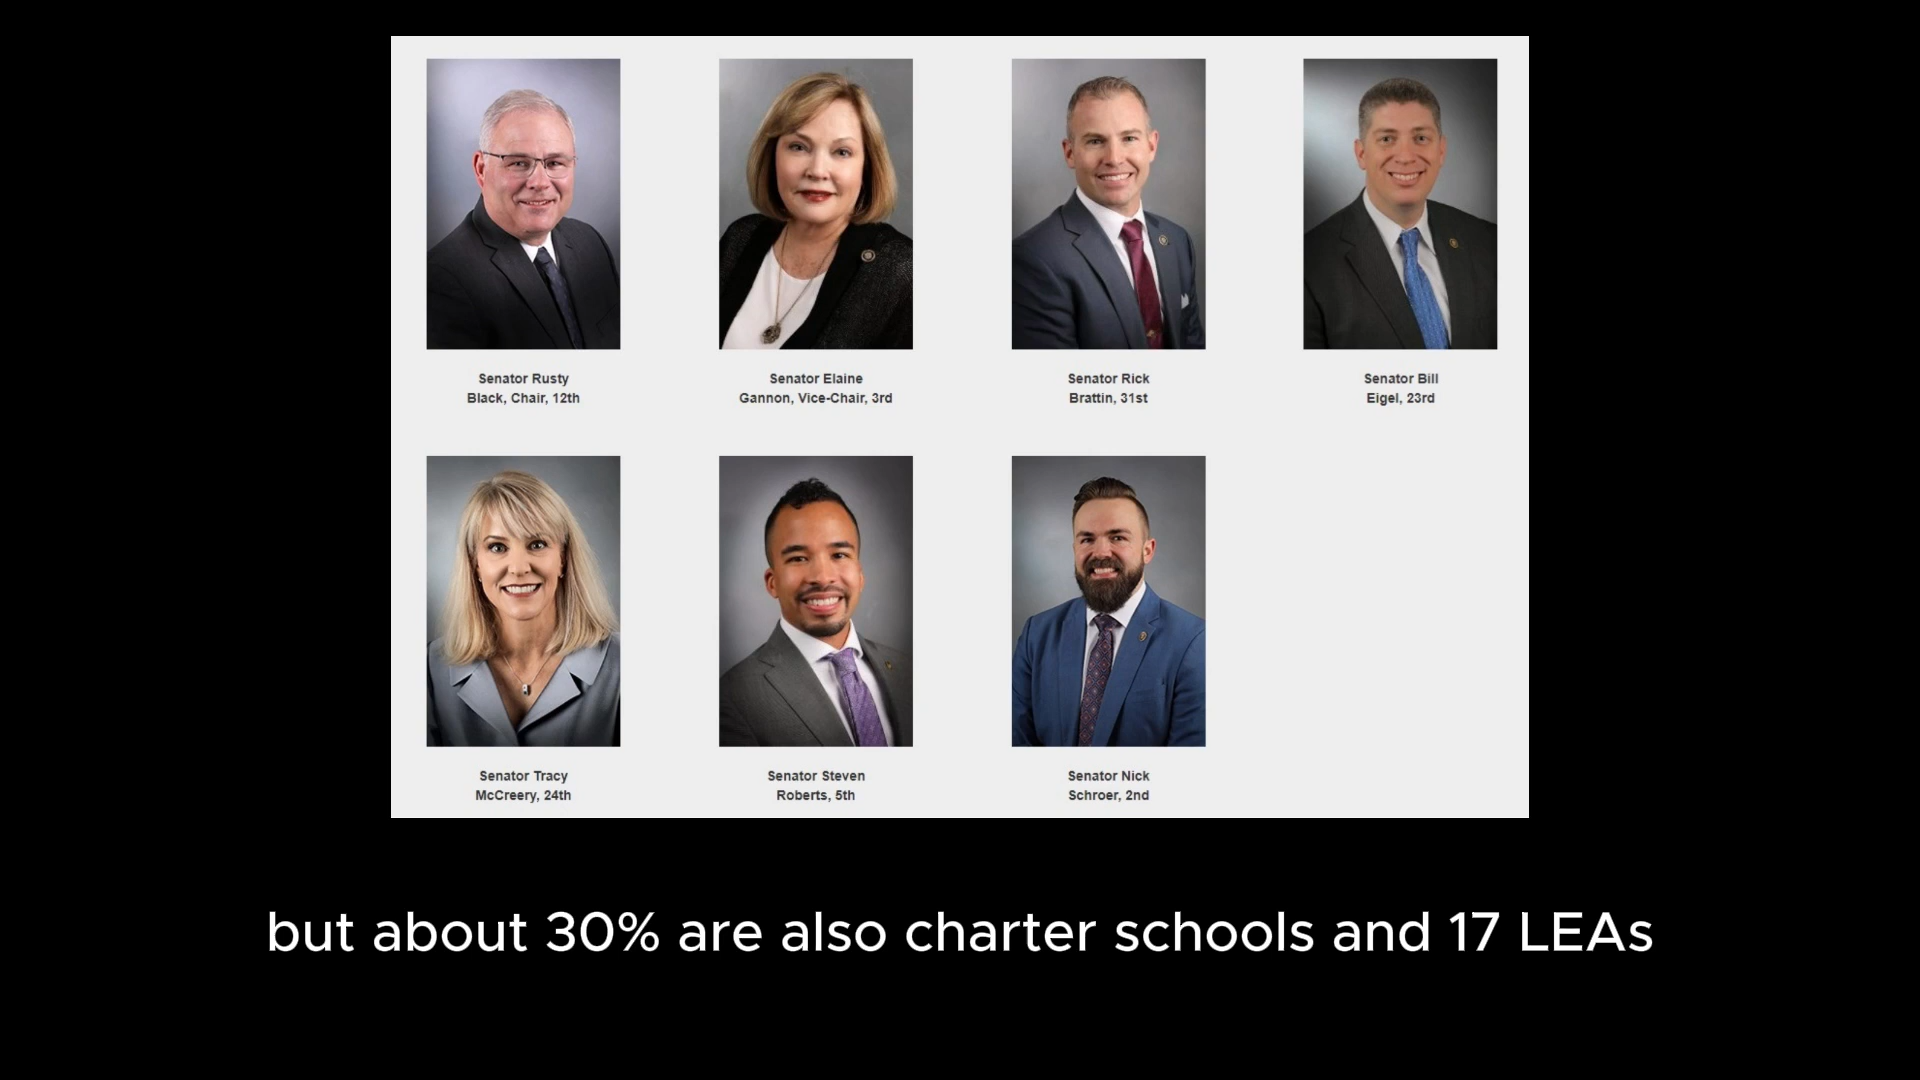 Senator Rusty
Black, Chair, 12th
Senator Elaine
Gannon, Vice-Chair, 3rd
Senator Rick
Brattin, 31st
Senator Bill
Eigel, 23rd
Senator Tracy
McCreery, 24th
Senator Steven
Roberts, 5th
Senator Nick
Schroer, 2nd
but about 30% are also charter schools and 17 LEAs